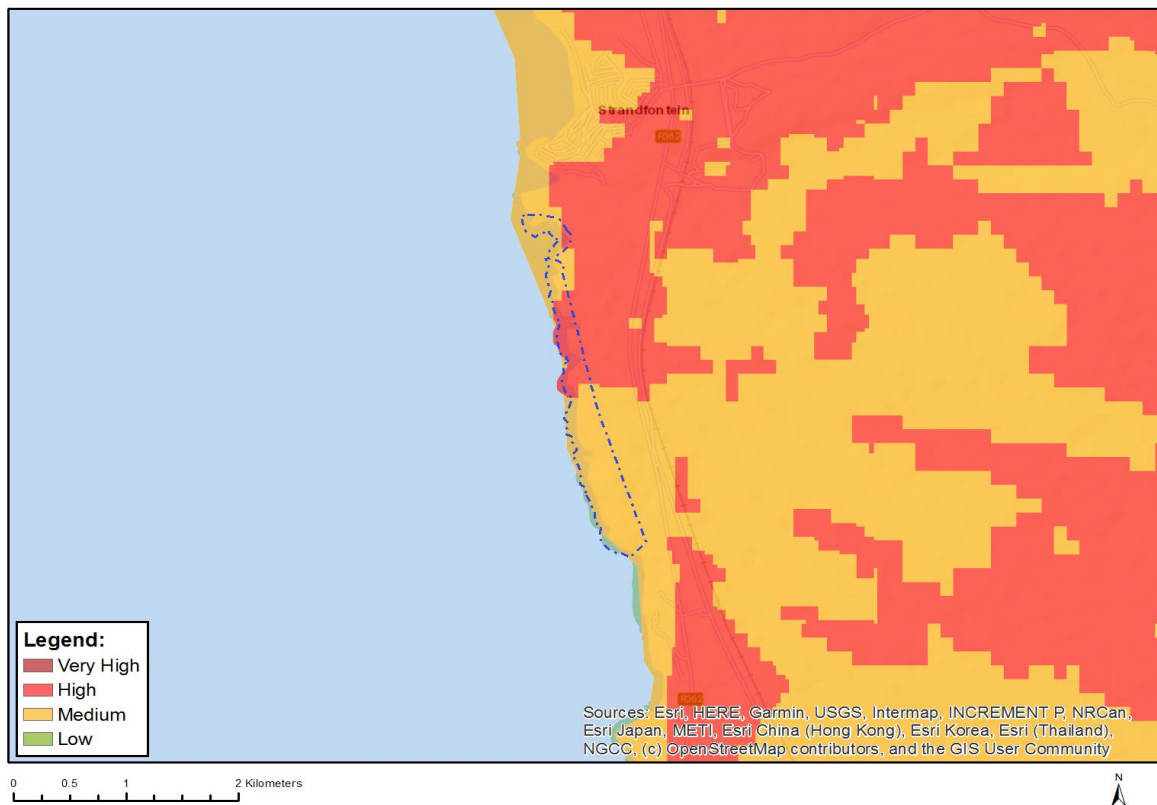 Strandfontein
R362
Legend:
Very High
High
Medium
Low
R362
Sources: Esri, HERE, Garmin, USGS, Intermap, INCREMENT P, NRCan,
Esri Japan, METI, Esri China (Hong Kong), Esri Korea, Esri (Thailand),
NGCC, (c) OpenStreetMap contributors, and the GIS User Community
0 0.5 1 2 Kilometers
N